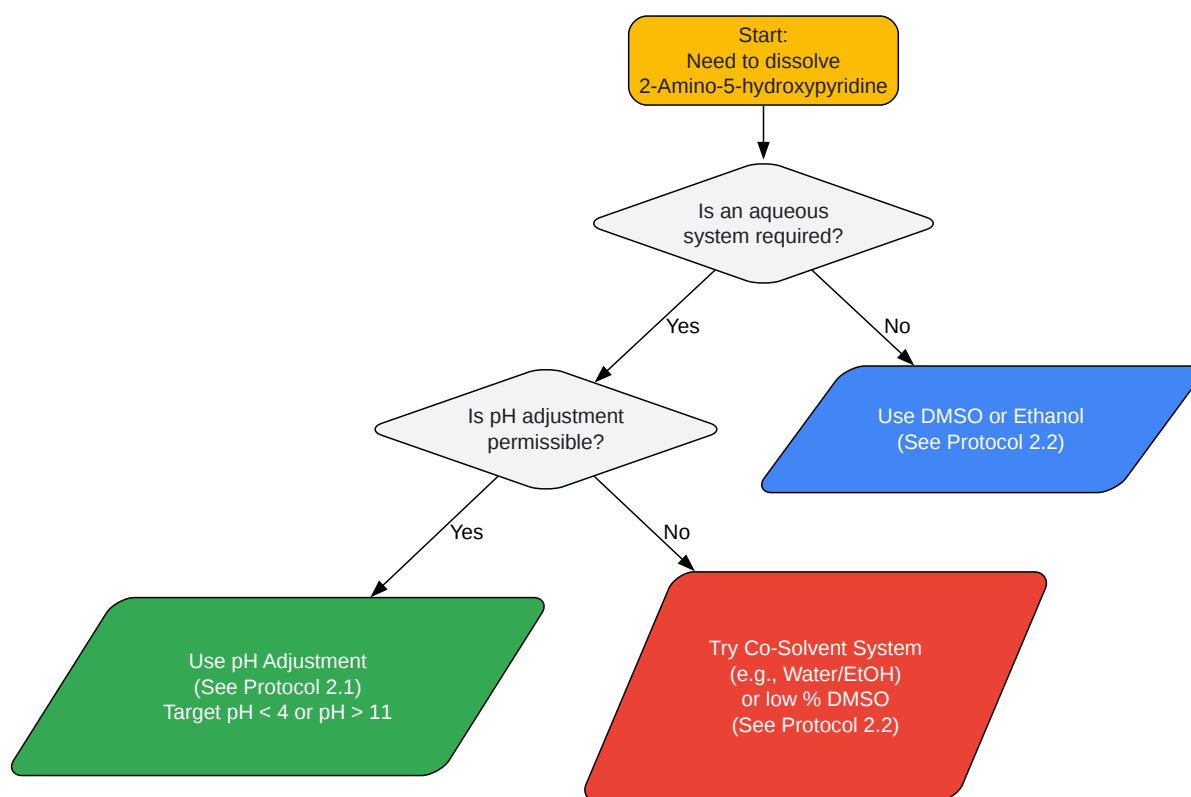 Start:
Need to dissolve
2-Amino-5-hydroxypyridine
Is an aqueous
system required?
Yes
No
Is pH adjustment
permissible?
Use DMSO or Ethanol
(See Protocol 2.2)
Yes
No
Use pH Adjustment
(See Protocol 2.1)
Target pH < 4 or pH > 11
Try Co-Solvent System
(e.g., Water/EtOH)
or low % DMSO
(See Protocol 2.2)